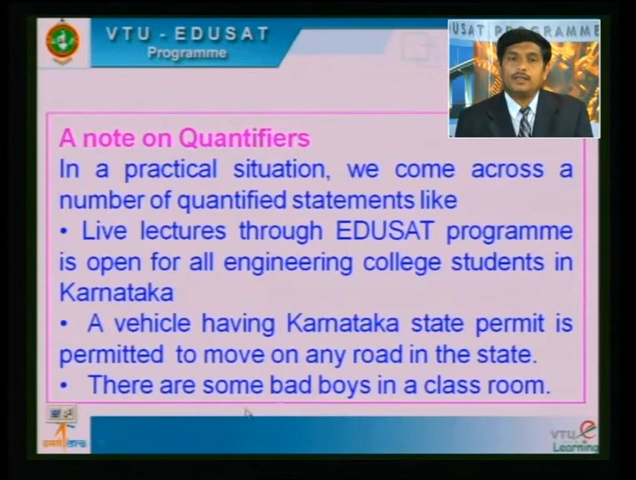 VTU - EDUSAT
Programme
DUSAT PROGRAMME
A note on Quantifiers
In a practical situation, we come across a
number of quantified statements like
• Live lectures through EDUSAT programme
is open for all engineering college students in
Karnataka
• A vehicle having Karnataka state permit is
permitted to move on any road in the state.
• There are some bad boys in a class room.
VTU e
Learning